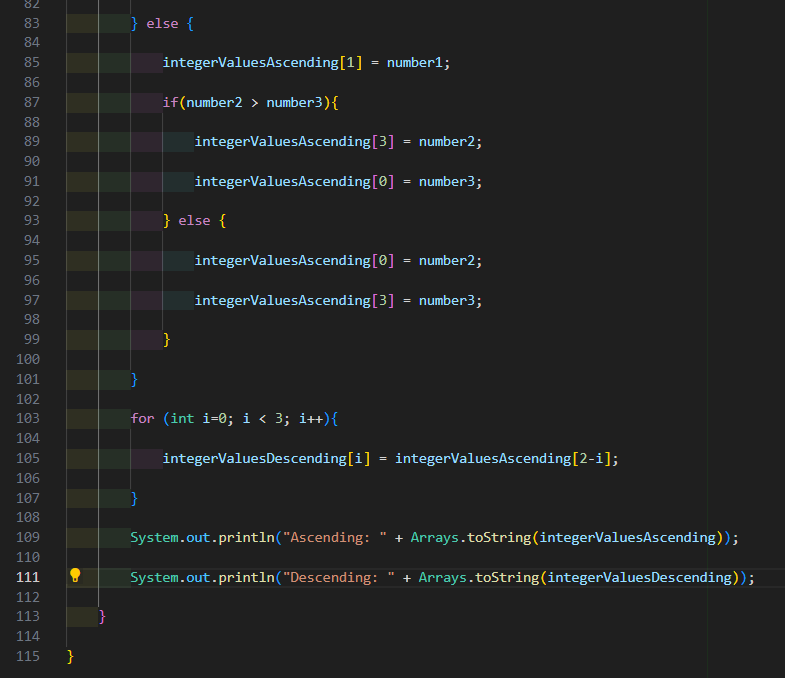 82
83 } else {
84
85 integerValuesAscending[1] = number1;
86
87 if(number2 > number3){
88
89 integerValuesAscending[3] = number2;
90
91 integerValuesAscending[0] = number3;
92
93 } else {
94
95 integerValuesAscending[0] = number2;
96
97 integerValuesAscending[3] = number3;
98
99 }
100
101 }
102
103 for (int i=0; i < 3; i++){
104
105 integerValuesDescending[i] = integerValuesAscending[2-i];
106
107 }
108
109 System.out.println("Ascending: " + Arrays.toString(integerValuesAscending));
110
111 System.out.println("Descending: " + Arrays.toString(integerValuesDescending));
112
113 }
114
115 }